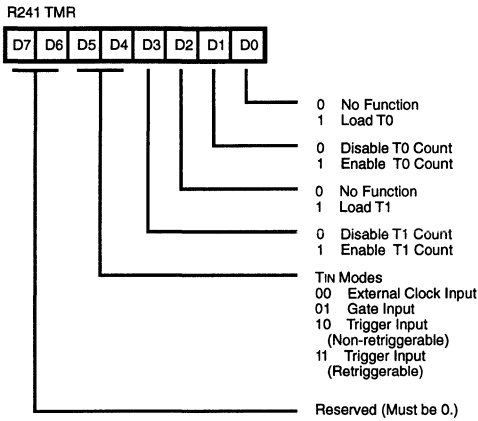 R241 TMR
D7 D6 D5 D4 D3 D2 D1 D0
0 No Function
1 Load T0
0 Disable T0 Count
1 Enable T0 Count
0 No Function
1 Load T1
0 Disable T1 Count
1 Enable T1 Count
TIN Modes
00 External Clock Input
01 Gate Input
10 Trigger Input
(Non-retriggerable)
11 Trigger Input
(Retriggerable)
Reserved (Must be 0.)